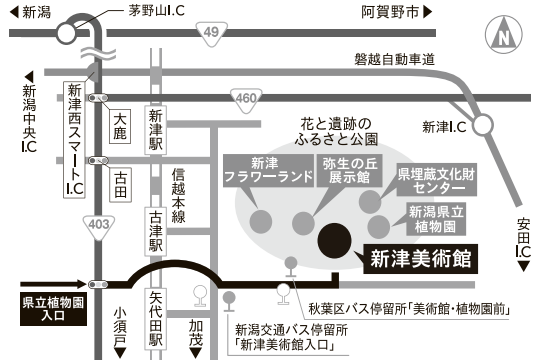 ◀新潟
茅野山I.C
阿賀野市▶
49
N
磐越自動車道
新潟中央I.C
新津西スマートI.C
460
大鹿
新津駅
花と遺跡の
ふるさと公園
新津I.C
古田
信越本線
新津
フラワーランド
弥生の丘
展示館
県埋蔵文化財
センター
新潟県立
植物園
403
古津駅
新津美術館
安田I.C
県立植物園
入口
小須戸
矢代田駅
加茂
秋葉区バス停留所「美術館・植物園前」
新潟交通バス停留所
「新津美術館入口」